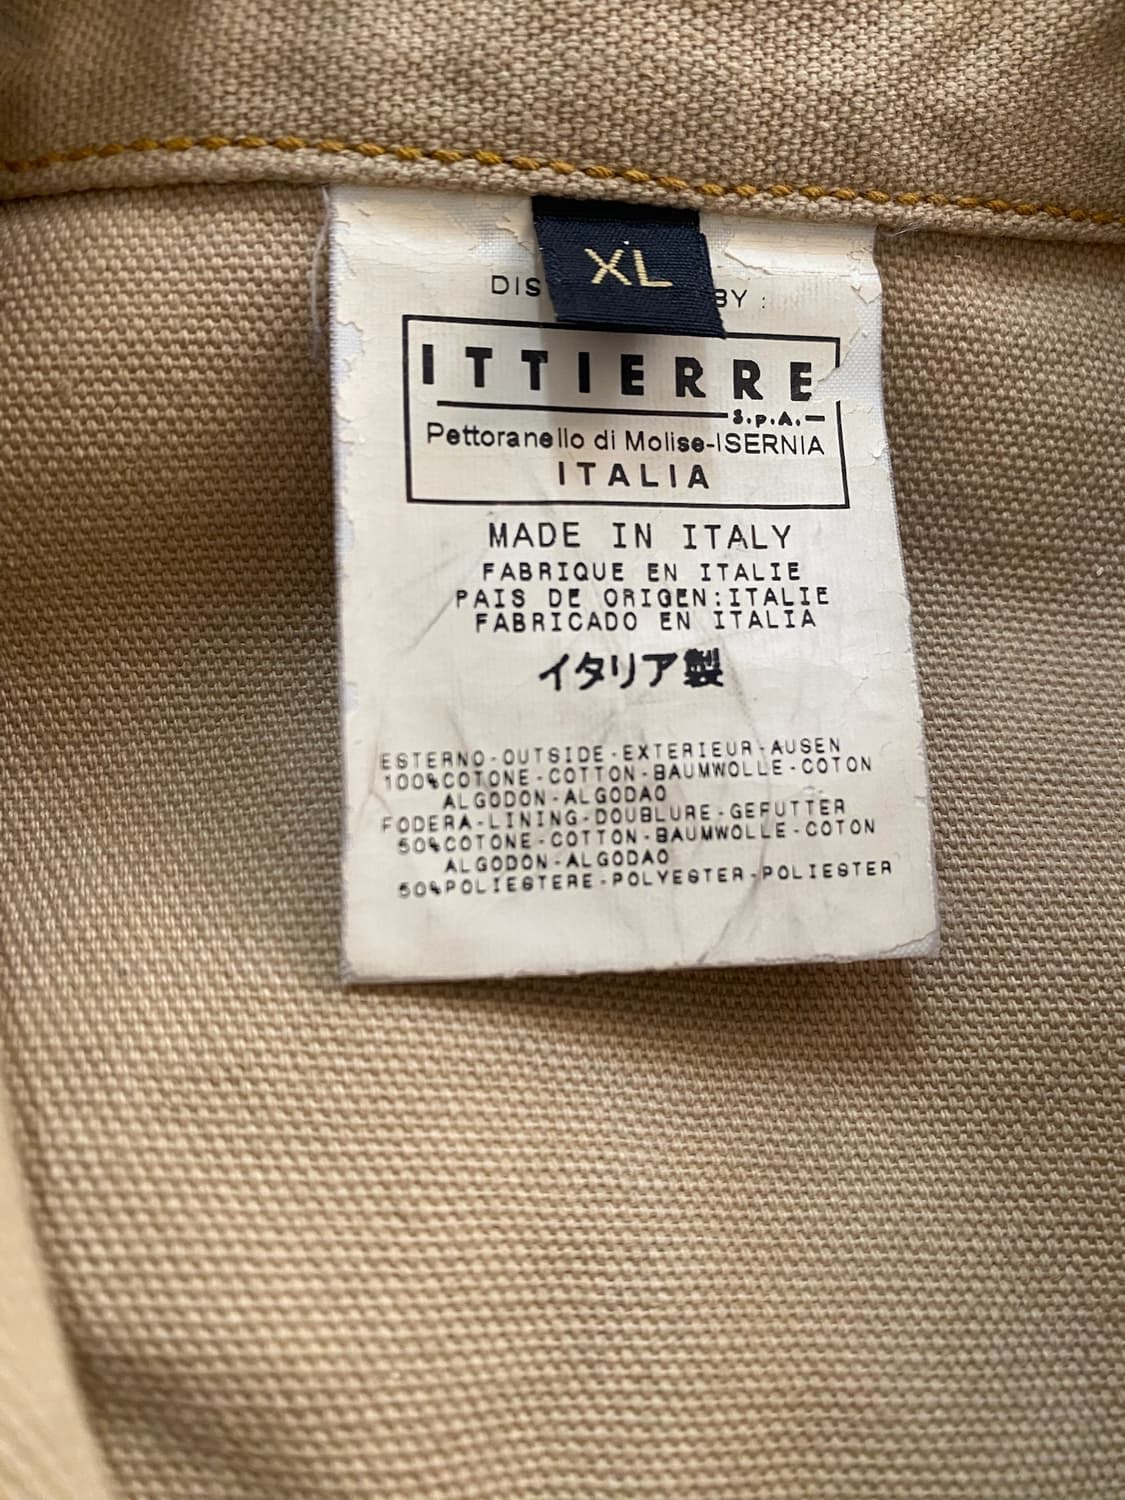 XL
BY :
ITTIERRE
S.p.A.
Pettoranello di Molise-ISERNIA
ITALIA
MADE IN ITALY
FABRIQUE EN ITALIE
PAIS DE ORIGEN:ITALIE
FABRICADO EN ITALIA
イタリア製
ESTERNO-OUTSIDE-EXTERIEUR-AUSEN
100%COTONE-COTTON-BAUMWOLLE-COTON
ALGODON-ALGODAO
FODERA-LINING-DOUBLURE-GEFUTTER
50%COTONE-COTTON-BAUMWOLLE-COTON
ALGODON-ALGODAO
50%POLIESTERE-POLYESTER-POLIESTER